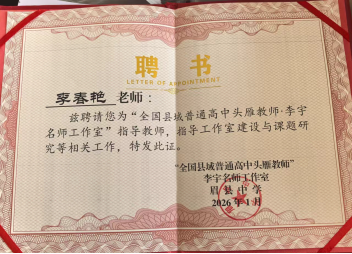 聘 书
LETTER OF APPOINTMENT
李春艳 老师：
兹聘请您为“全国县域普通高中头雁教师·李宇
名师工作室”指导教师，指导工作室建设与课题研
究等相关工作，特发此证。
“全国县域普通高中头雁教师”
李宇名师工作室
眉县中学
2026年1月